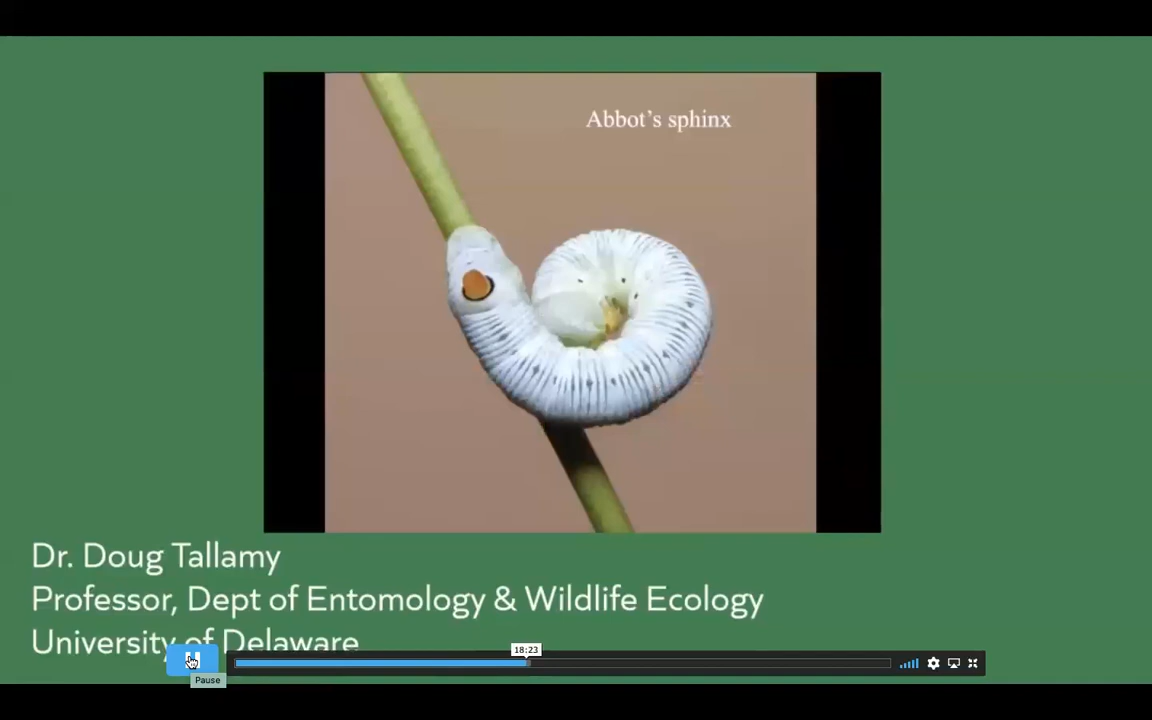 Abbot's sphinx
Dr. Doug Tallamy
Professor, Dept of Entomology & Wildlife Ecology
University of Delaware
18:23
Pause